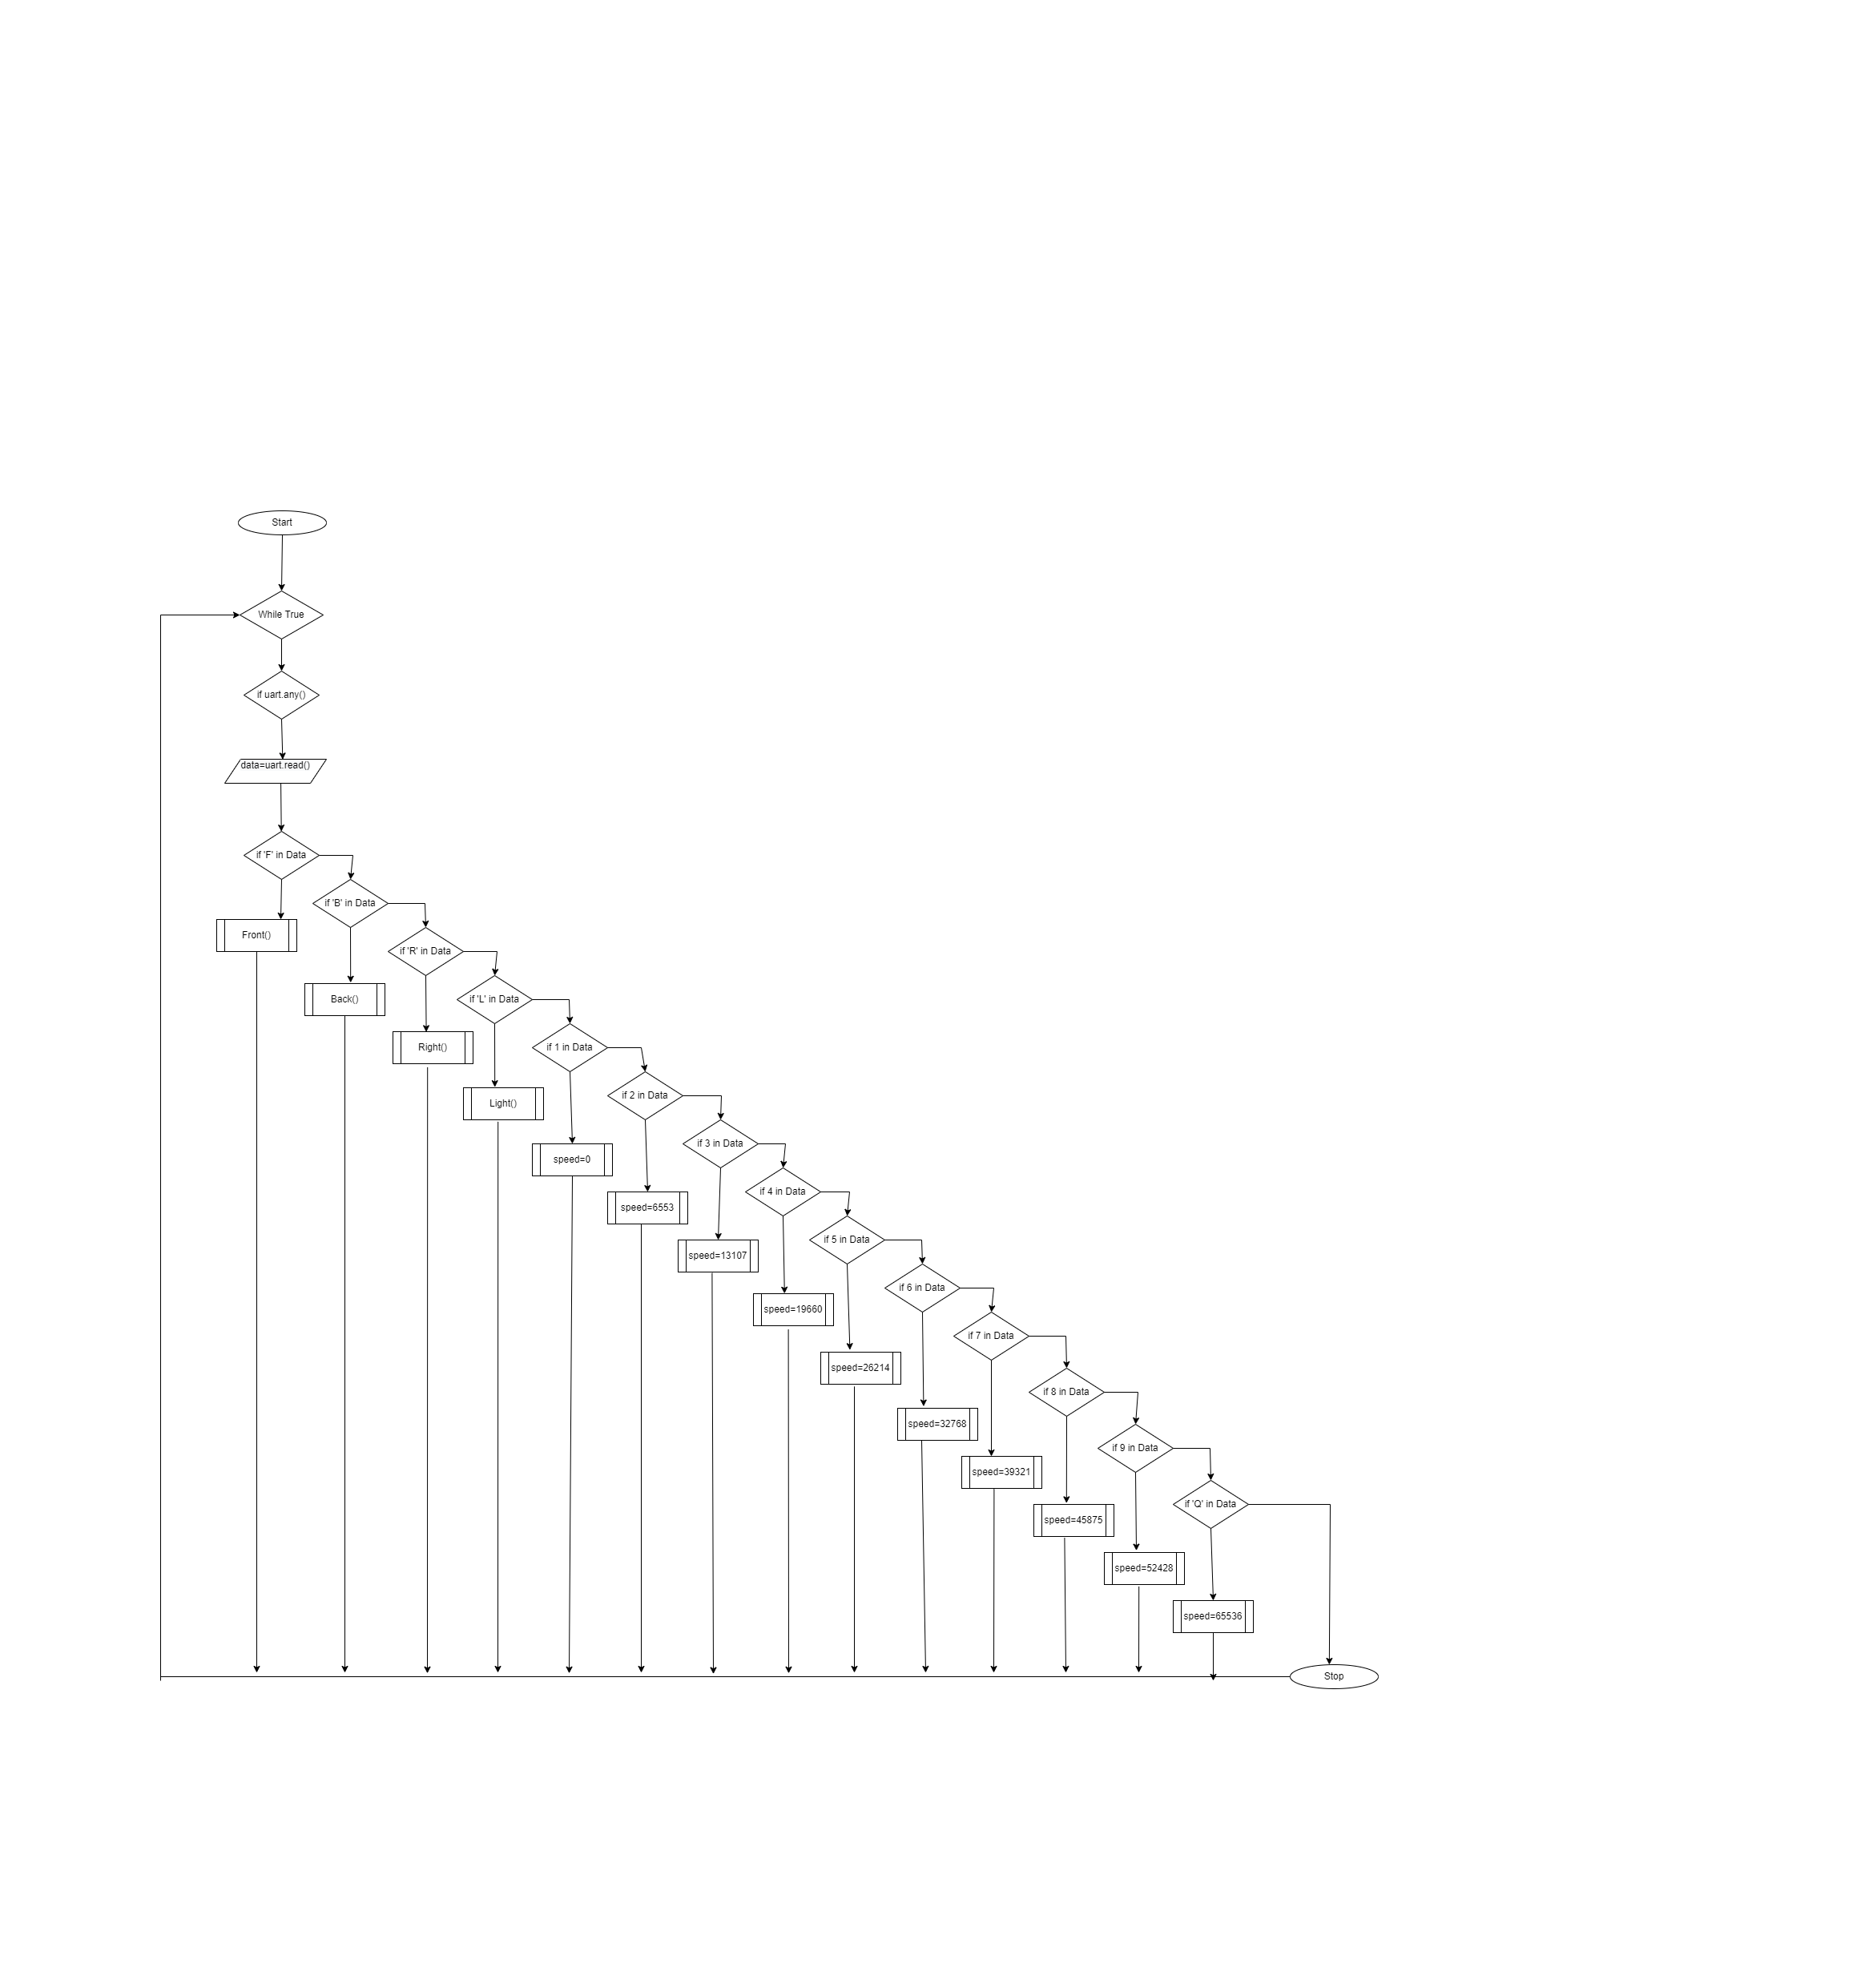 Start
While True
if uart.any()
data=uart.read()
if 'F' in Data
if 'B' in Data
Front()
if 'R' in Data
Back()
if 'L' in Data
Right()
if 1 in Data
Light()
if 2 in Data
speed=0
if 3 in Data
speed=6553
if 4 in Data
speed=13107
if 5 in Data
speed=19660
if 6 in Data
speed=26214
if 7 in Data
speed=32768
if 8 in Data
speed=39321
if 9 in Data
speed=45875
if 'Q' in Data
speed=52428
speed=65536
Stop